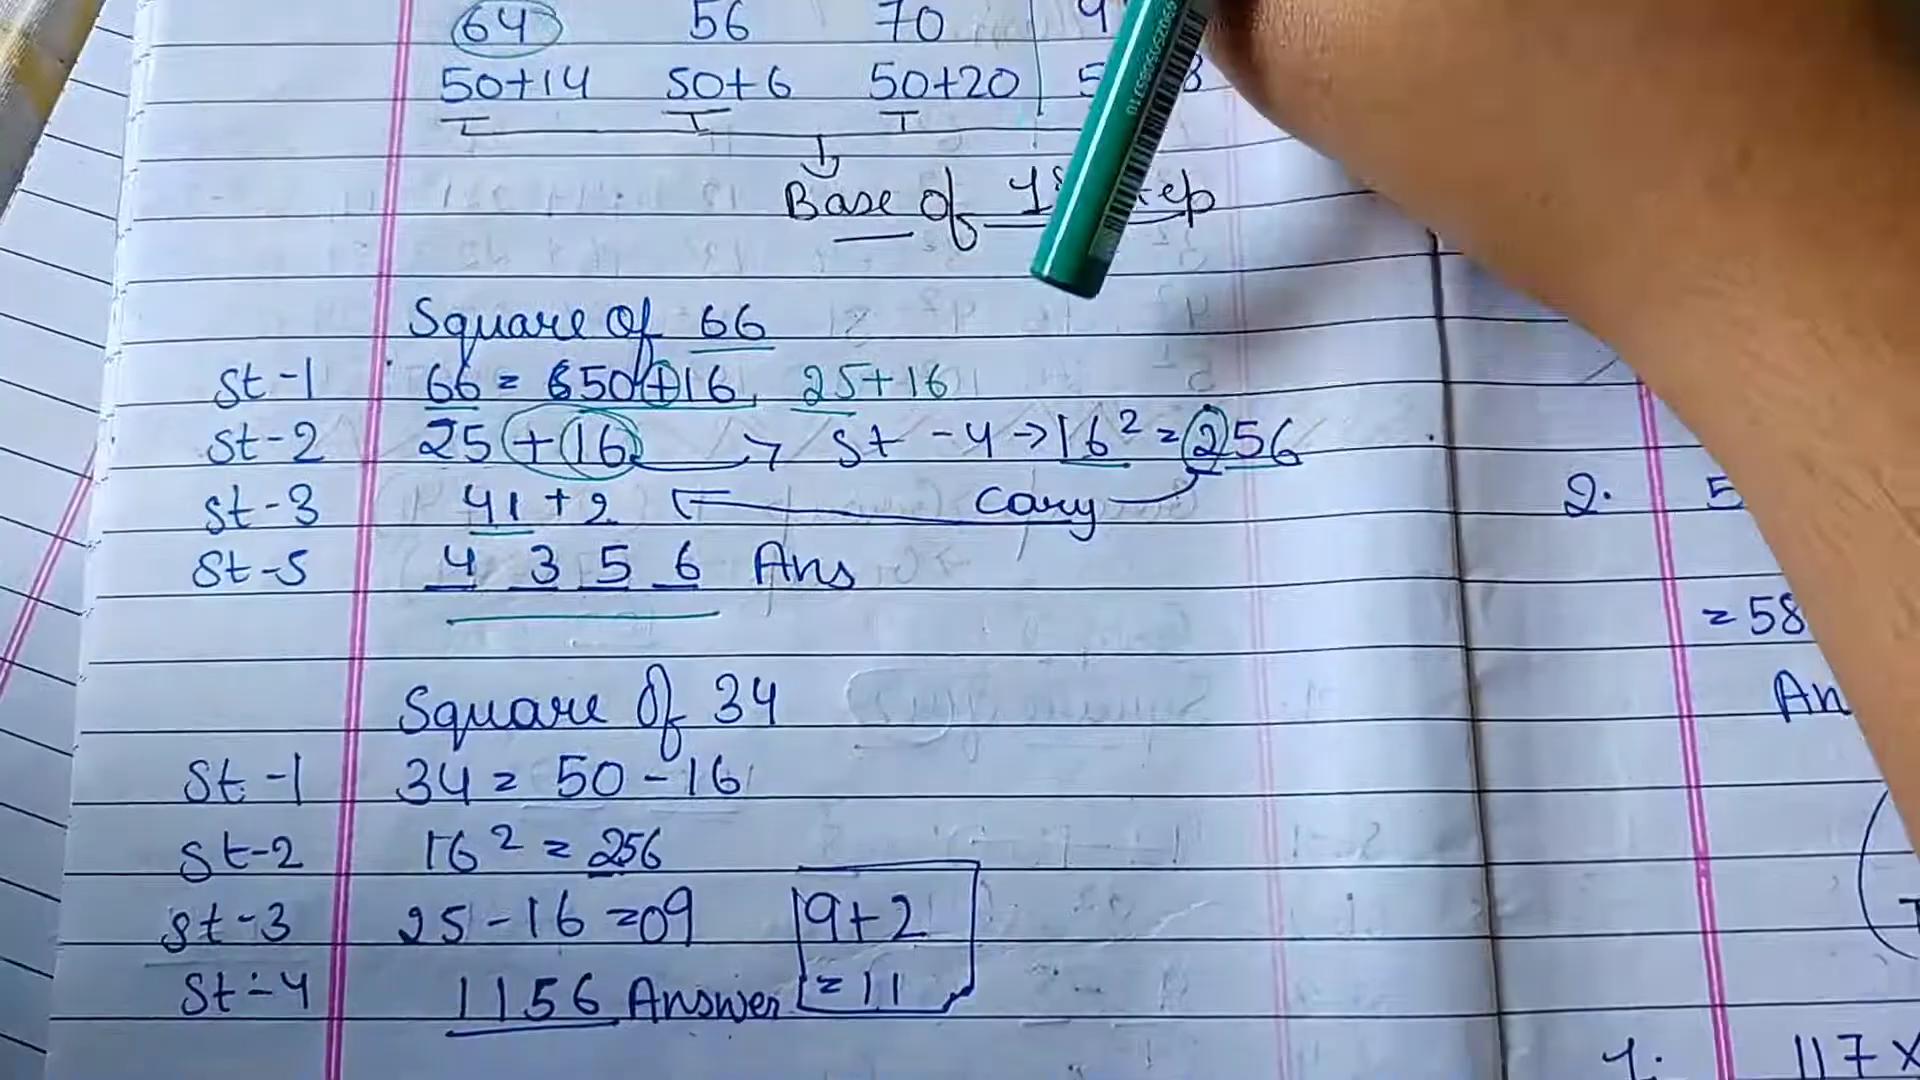 64 56 70
50+14 50+6 50+20
Base of
Square of 66
St-1 66 = 50+16, 25+16
St-2 25+16 → St-4→16² = 256
St-3 41+2 ← cary
St-5 4 3 5 6 Ans
Square of 34
St-1 34 = 50-16
St-2 16² = 256
St-3 25-16 =09 9+2
St-4 1156 Answer =11
2. 5
=58
1. 117×